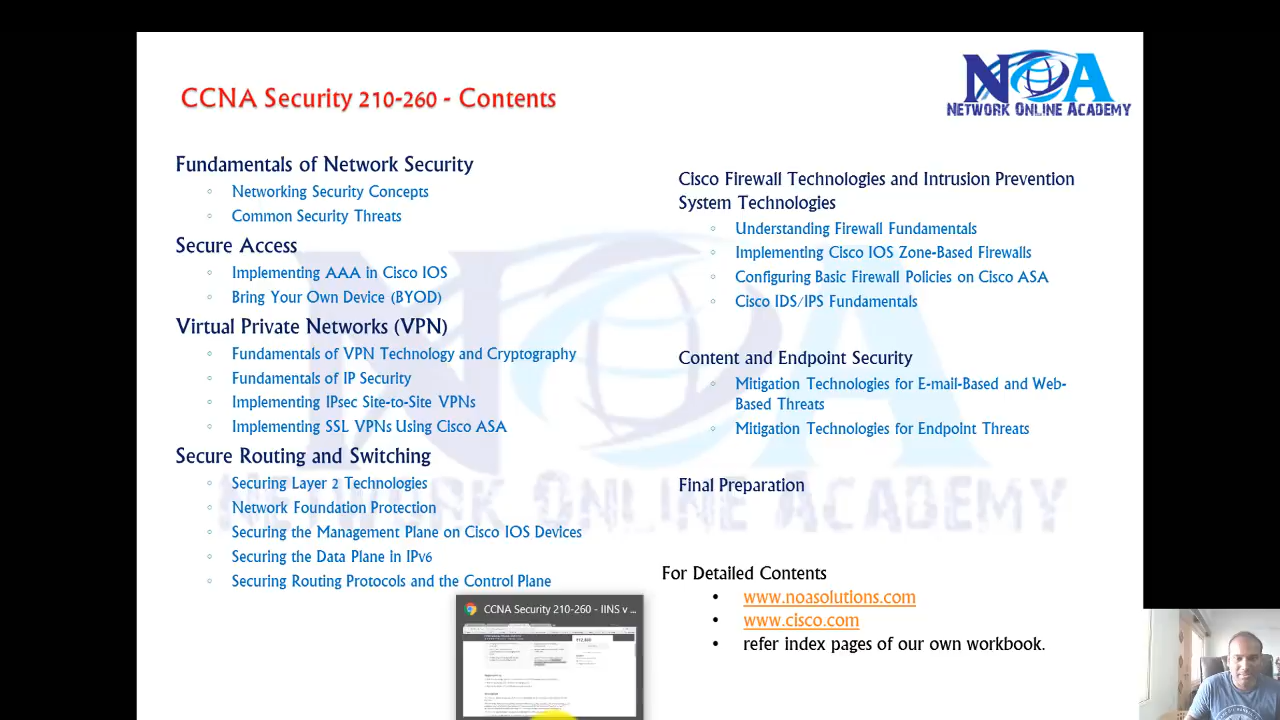 CCNA Security 210-260 - Contents
NOA
NETWORK ONLINE ACADEMY
Fundamentals of Network Security
Networking Security Concepts
Common Security Threats
Secure Access
Implementing AAA in Cisco IOS
Bring Your Own Device (BYOD)
Virtual Private Networks (VPN)
Fundamentals of VPN Technology and Cryptography
Fundamentals of IP Security
Implementing IPsec Site-to-Site VPNs
Implementing SSL VPNs Using Cisco ASA
Secure Routing and Switching
Securing Layer 2 Technologies
Network Foundation Protection
Securing the Management Plane on Cisco IOS Devices
Securing the Data Plane in IPv6
Securing Routing Protocols and the Control Plane
Cisco Firewall Technologies and Intrusion Prevention
System Technologies
Understanding Firewall Fundamentals
Implementing Cisco IOS Zone-Based Firewalls
Configuring Basic Firewall Policies on Cisco ASA
Cisco IDS/IPS Fundamentals
Content and Endpoint Security
Mitigation Technologies for E-mail-Based and Web-
Based Threats
Mitigation Technologies for Endpoint Threats
Final Preparation
For Detailed Contents
• www.noasolutions.com
• www.cisco.com
• refer index pages of our own workbook.
NOA
NETWORK ONLINE ACADEMY
CCNA Security 210-260 - IINS v ...